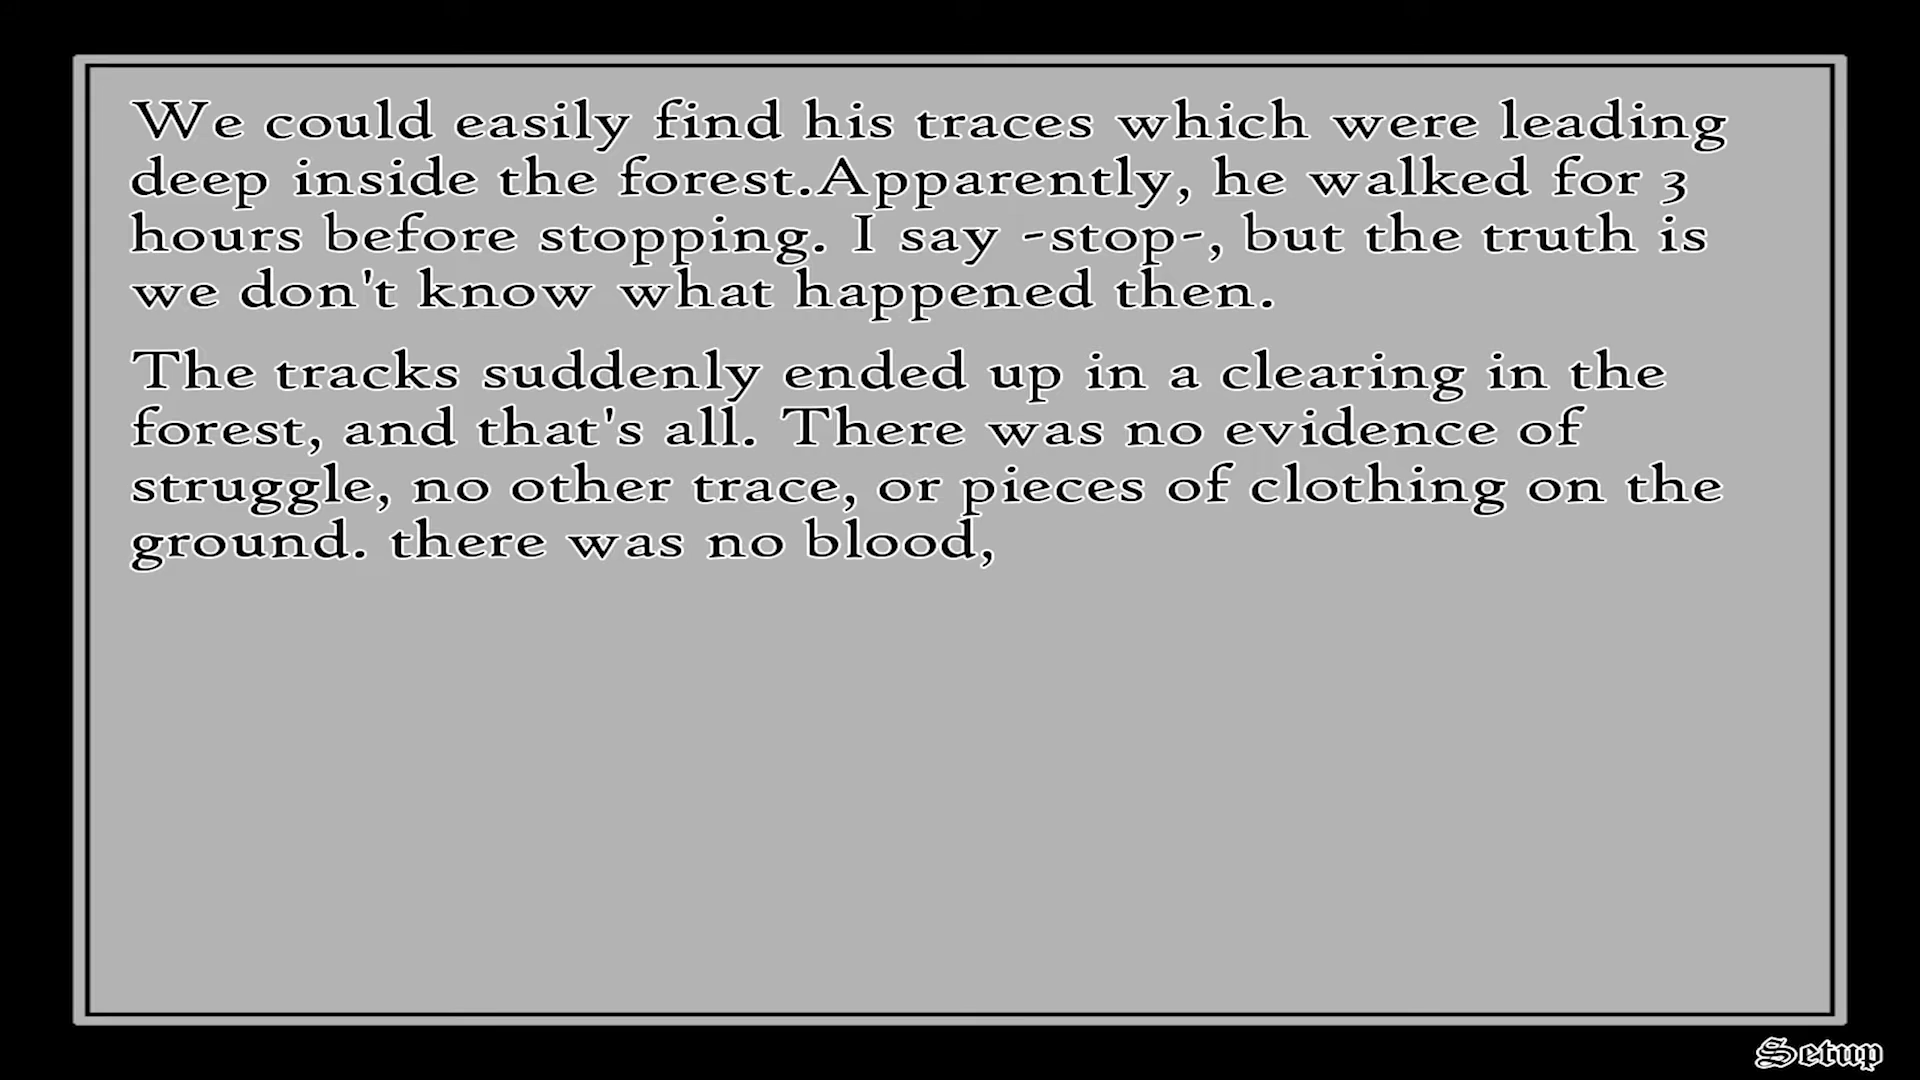 We could easily find his traces which were leading
deep inside the forest.Apparently, he walked for 3
hours before stopping. I say -stop-, but the truth is
we don't know what happened then.
The tracks suddenly ended up in a clearing in the
forest, and that's all. There was no evidence of
struggle, no other trace, or pieces of clothing on the
ground. there was no blood,
Setup